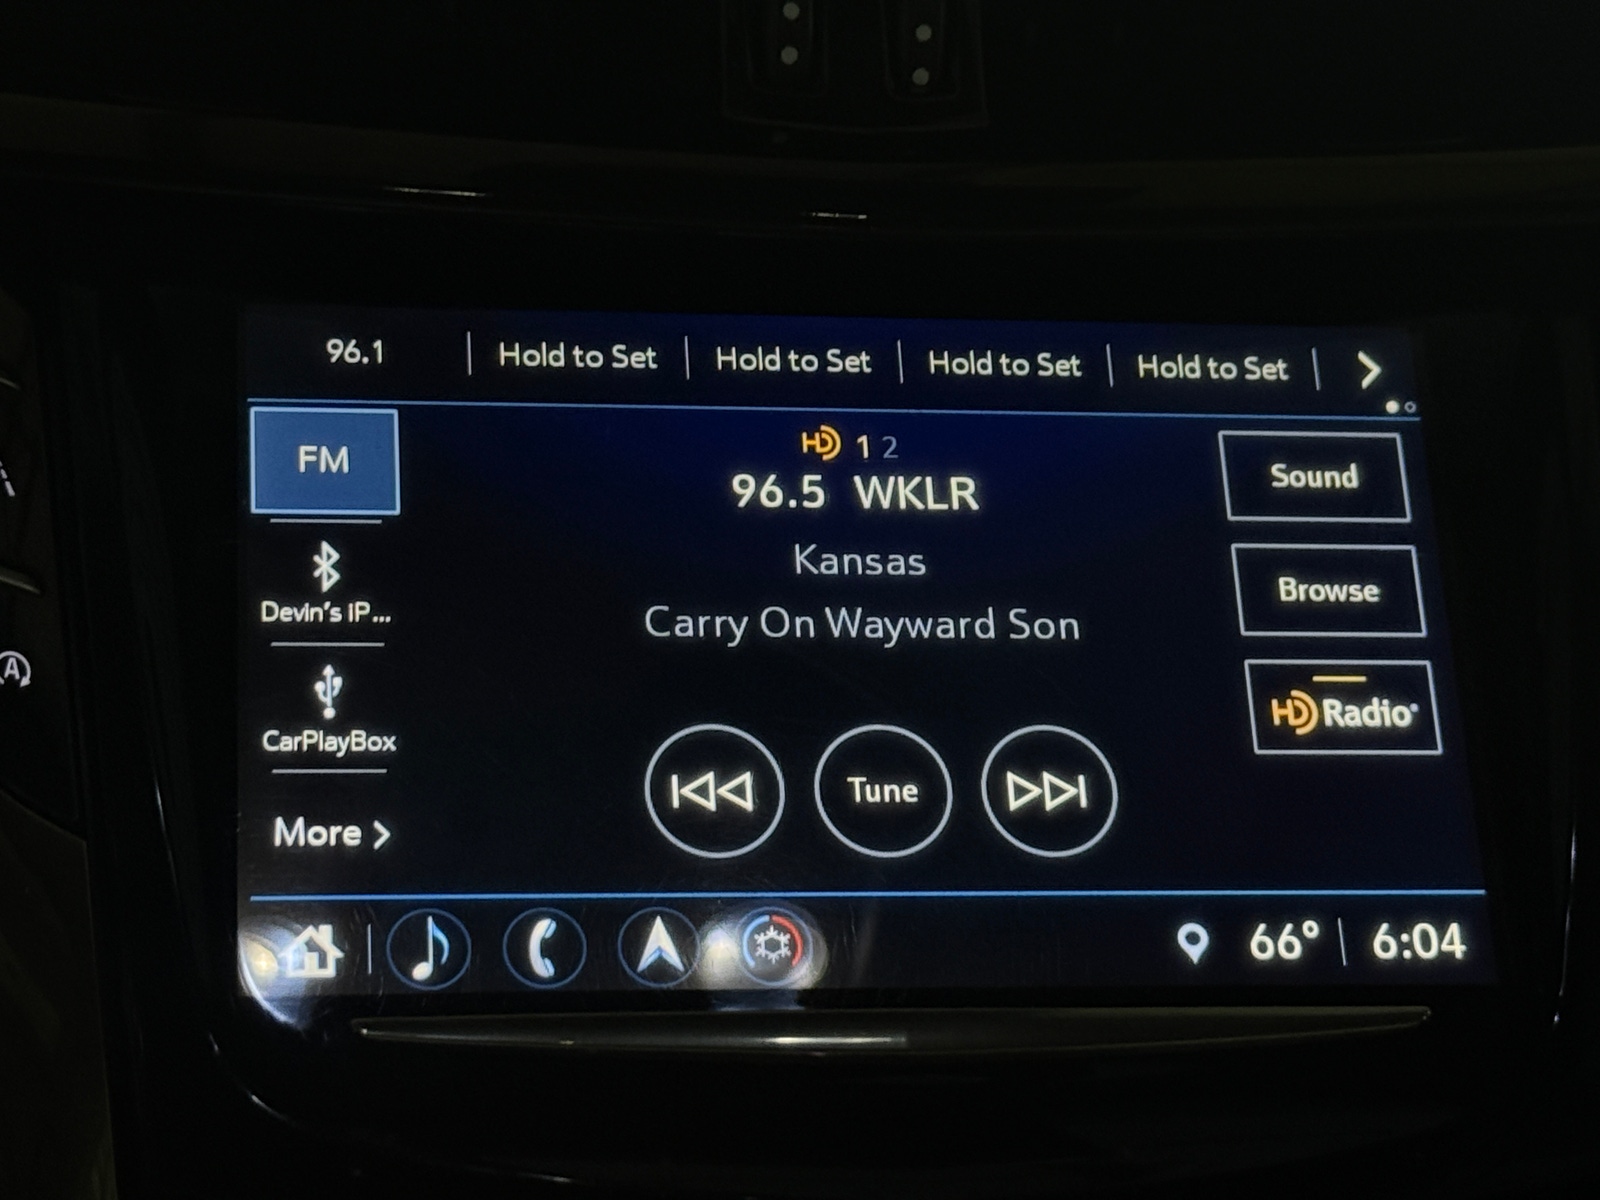 96.1 | Hold to Set | Hold to Set | Hold to Set | Hold to Set |
FM
HD 1 2
96.5 WKLR
Kansas
Carry On Wayward Son
Sound
Browse
HD Radio
Devin's iP...
CarPlayBox
More >
Tune
66° | 6:04
A